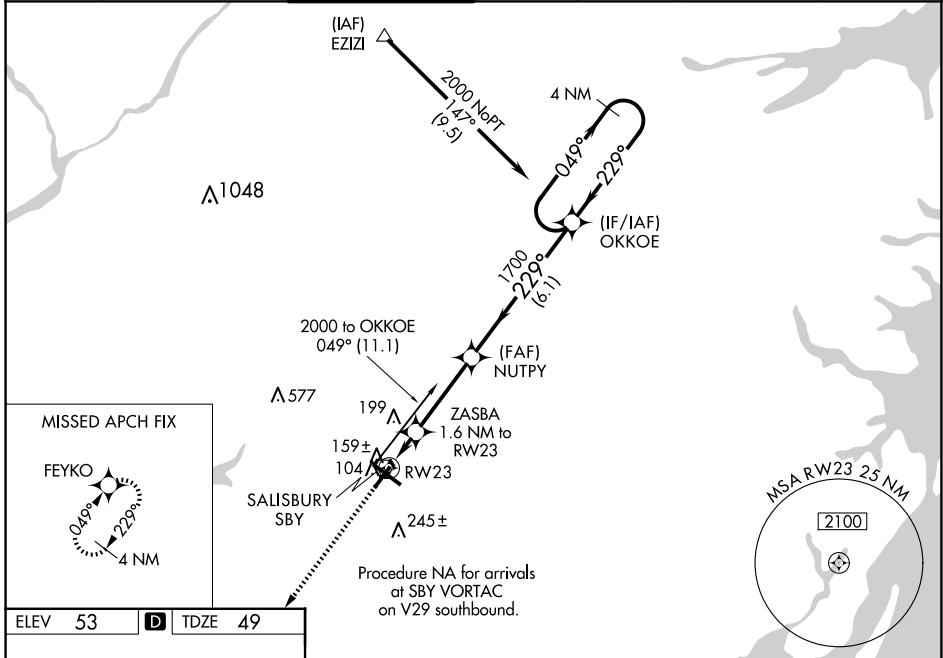 (IAF)
EZIZI
2000 NoPT
147°
(9.5)
4 NM
049°
229°
1048
(IF/IAF)
OKKOE
1700
229°
(6.1)
2000 to OKKOE
049° (11.1)
(FAF)
NUTPY
577
199
ZASBA
1.6 NM to
RW23
159±
104
RW23
SALISBURY
SBY
245±
MISSED APCH FIX
FEYKO
049°
229°
4 NM
MSA RW23 25 NM
2100
Procedure NA for arrivals
at SBY VORTAC
on V29 southbound.
ELEV 53 D TDZE 49